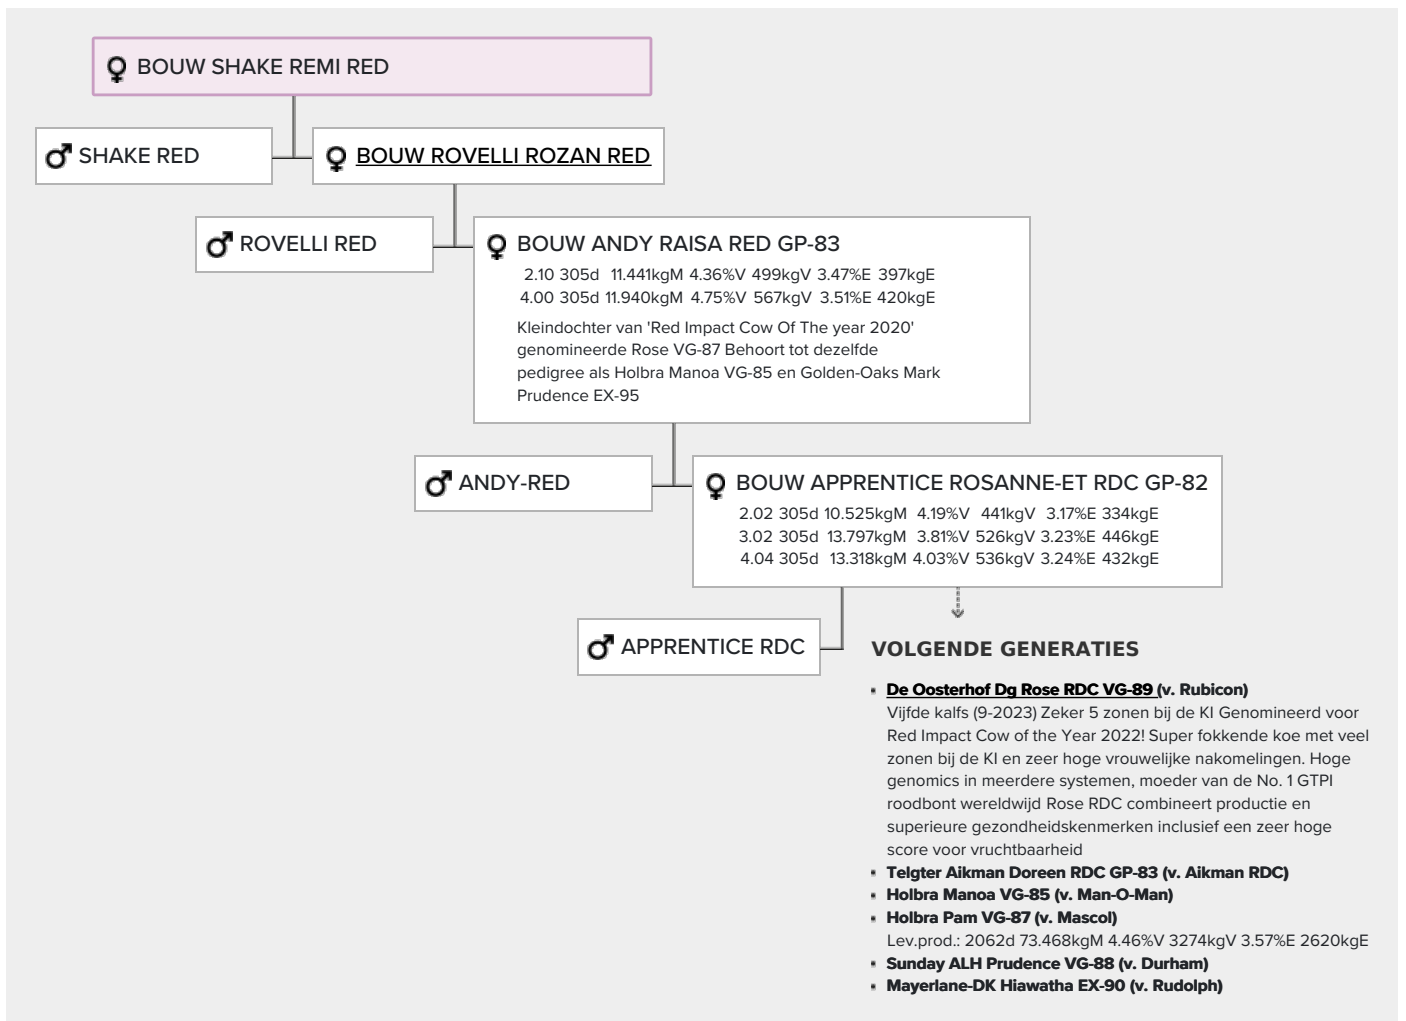 BOUW SHAKE REMI RED
SHAKE RED
BOUW ROVELLI ROZAN RED
ROVELLI RED
BOUW ANDY RAISA RED GP-83
2.10 305d 11.441kgM 4.36%V 499kgV 3.47%E 397kgE
4.00 305d 11.940kgM 4.75%V 567kgV 3.51%E 420kgE
Kleindochter van 'Red Impact Cow Of The year 2020'
genomineerde Rose VG-87 Behoort tot dezelfde
pedigree als Holbra Manoa VG-85 en Golden-Oaks Mark
Prudence EX-95
ANDY-RED
BOUW APPRENTICE ROSANNE-ET RDC GP-82
2.02 305d 10.525kgM 4.19%V 441kgV 3.17%E 334kgE
3.02 305d 13.797kgM 3.81%V 526kgV 3.23%E 446kgE
4.04 305d 13.318kgM 4.03%V 536kgV 3.24%E 432kgE
APPRENTICE RDC
VOLGENDE GENERATIES
De Oosterhof Dg Rose RDC VG-89 (v. Rubicon)
Vijfde kalfs (9-2023) Zeker 5 zonen bij de KI Genomineerd voor
Red Impact Cow of the Year 2022! Super fokkende koe met veel
zonen bij de KI en zeer hoge vrouwelijke nakomelingen. Hoge
genomics in meerdere systemen, moeder van de No. 1 GTPI
roodbont wereldwijd Rose RDC combineert productie en
superieure gezondheidskenmerken inclusief een zeer hoge
score voor vruchtbaarheid
Telgter Aikman Doreen RDC GP-83 (v. Aikman RDC)
Holbra Manoa VG-85 (v. Man-O-Man)
Holbra Pam VG-87 (v. Mascol)
Lev.prod.: 2062d 73.468kgM 4.46%V 3274kgV 3.57%E 2620kgE
Sunday ALH Prudence VG-88 (v. Durham)
Mayerlane-DK Hiawatha EX-90 (v. Rudolph)